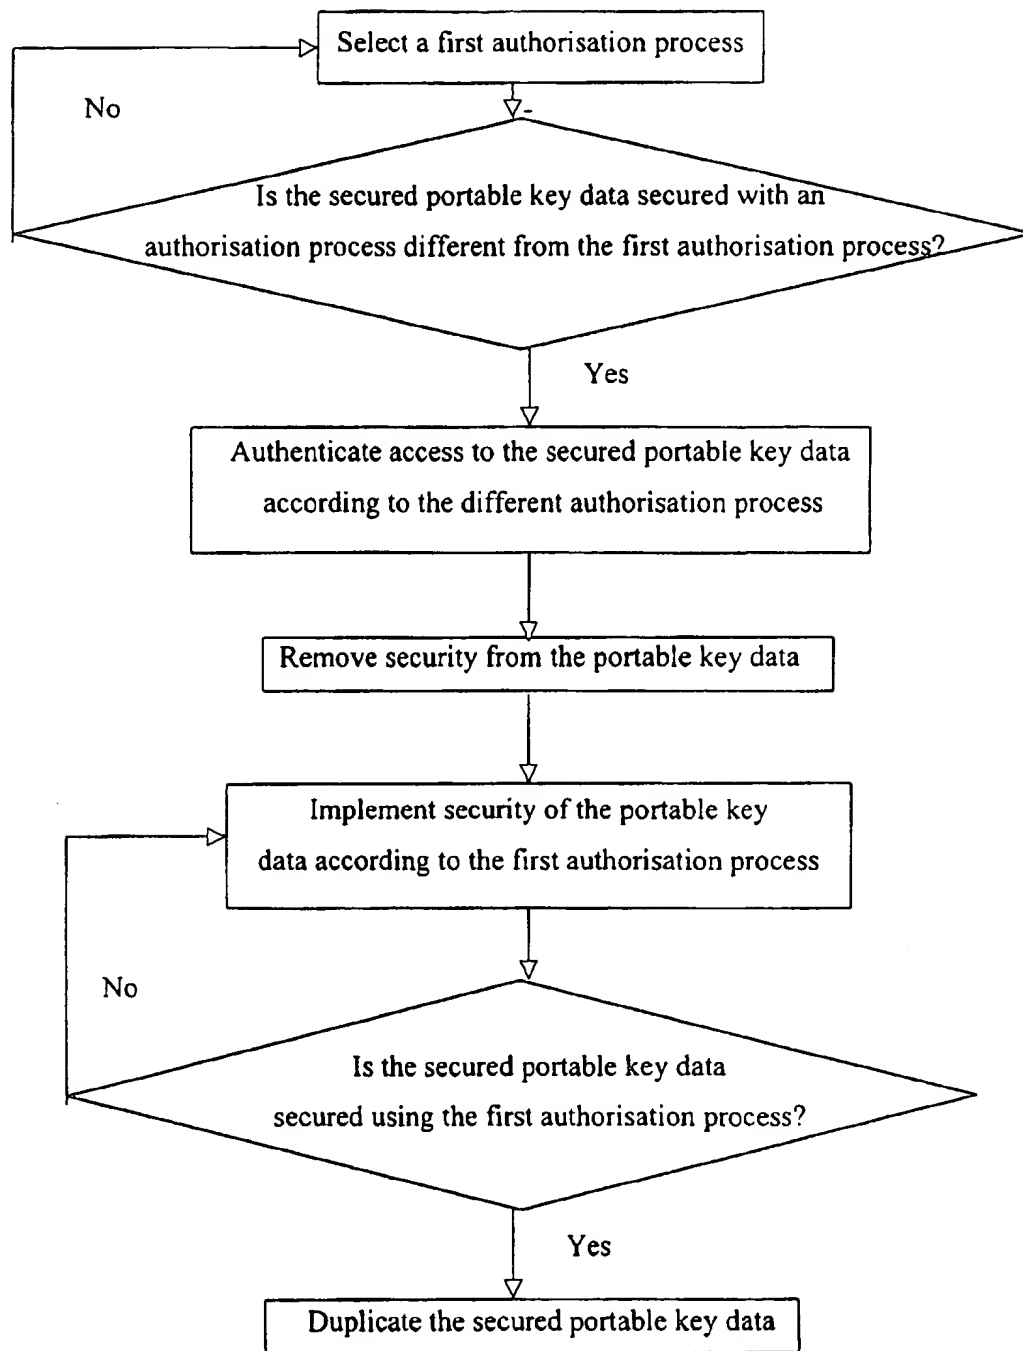 Select a first authorisation process
No
Is the secured portable key data secured with an
authorisation process different from the first authorisation process?
Yes
Authenticate access to the secured portable key data
according to the different authorisation process
Remove security from the portable key data
Implement security of the portable key
data according to the first authorisation process
No
Is the secured portable key data
secured using the first authorisation process?
Yes
Duplicate the secured portable key data